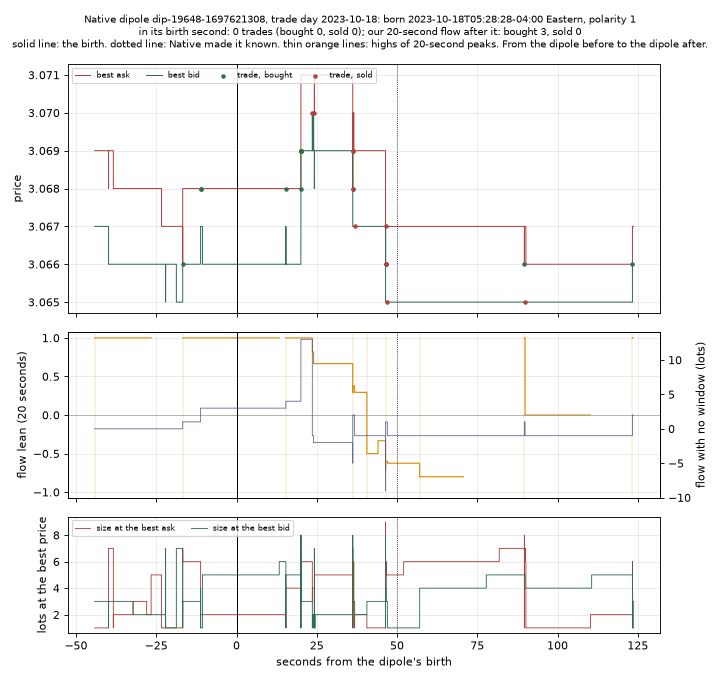 Native dipole dip-19648-1697621308, trade day 2023-10-18: born 2023-10-18T05:28:28-04:00 Eastern, polarity 1
in its birth second: 0 trades (bought 0, sold 0); our 20-second flow after it: bought 3, sold 0
solid line: the birth. dotted line: Native made it known. thin orange lines: highs of 20-second peaks. From the dipole before to the dipole after.
best ask
best bid
trade, bought
trade, sold
3.071
3.070
3.069
3.068
3.067
3.066
3.065
price
1.0
0.5
0.0
−0.5
−1.0
flow lean (20 seconds)
10
5
0
−5
−10
flow with no window (lots)
size at the best ask
size at the best bid
8
6
4
2
lots at the best price
−50
−25
0
25
50
75
100
125
seconds from the dipole's birth